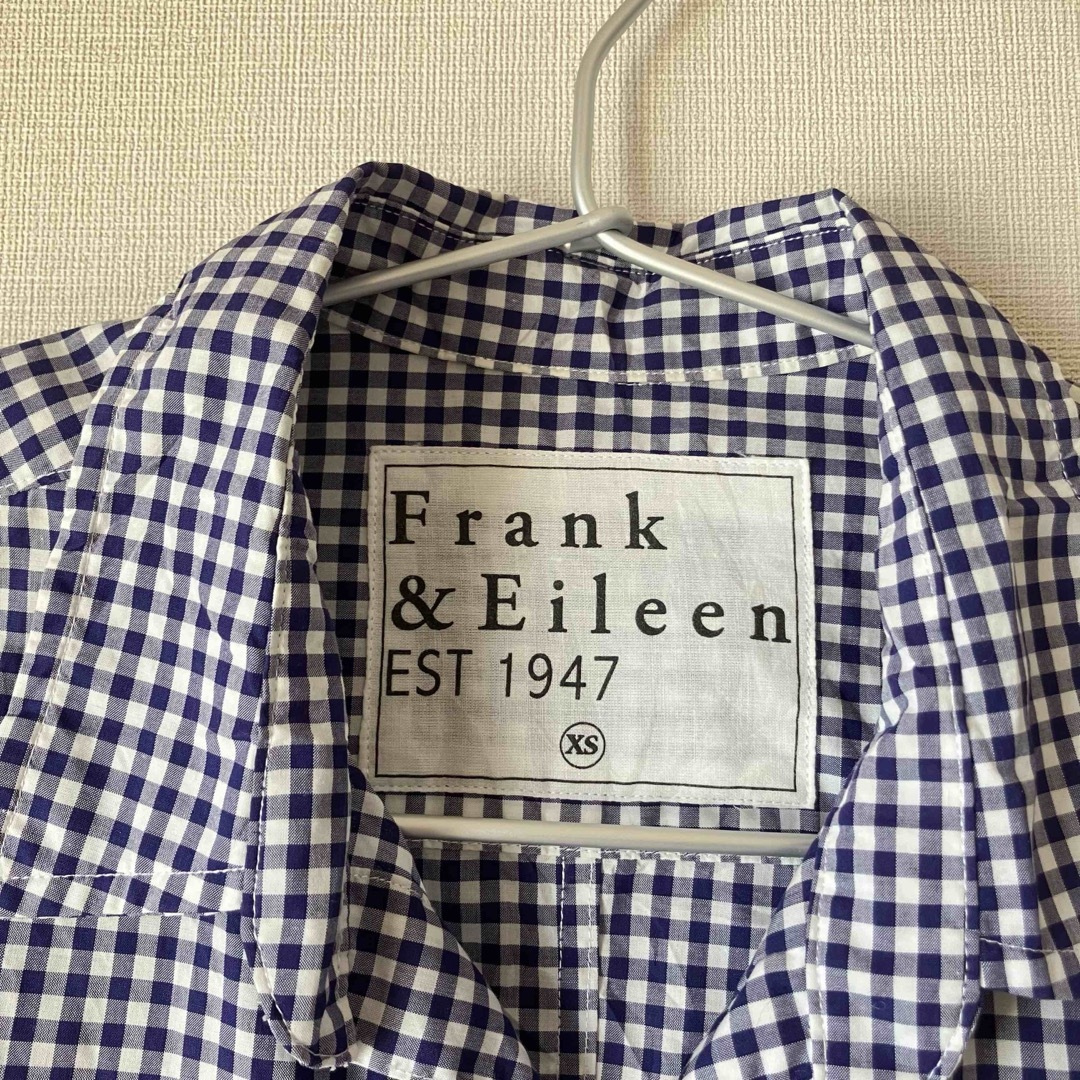 Frank
& Eileen
EST 1947
XS